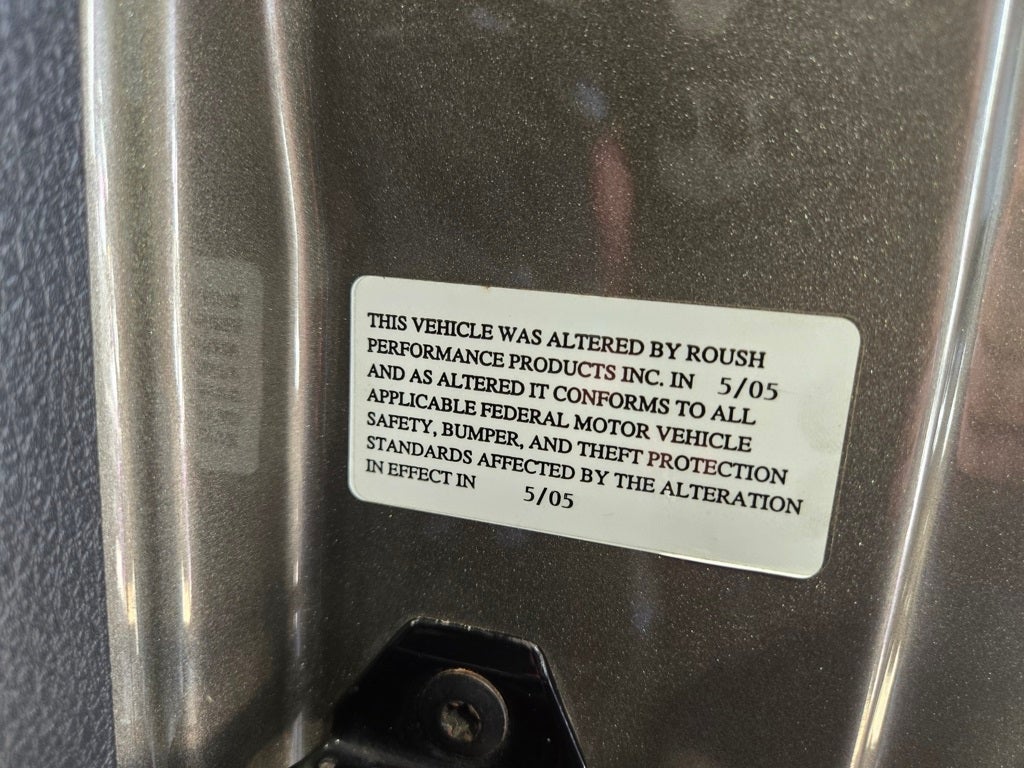 THIS VEHICLE WAS ALTERED BY ROUSH
PERFORMANCE PRODUCTS INC. IN 5/05
AND AS ALTERED IT CONFORMS TO ALL
APPLICABLE FEDERAL MOTOR VEHICLE
SAFETY, BUMPER, AND THEFT PROTECTION
STANDARDS AFFECTED BY THE ALTERATION
IN EFFECT IN 5/05